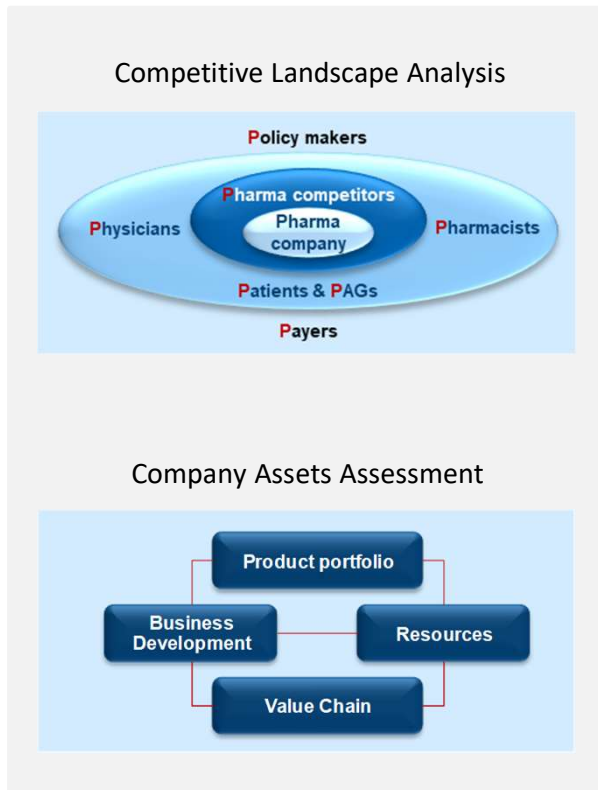 Competitive Landscape Analysis
Policy makers
Pharma competitors
Physicians
Pharma
company
Pharmacists
Patients & PAGs
Payers
Company Assets Assessment
Product portfolio
Business
Development
Resources
Value Chain